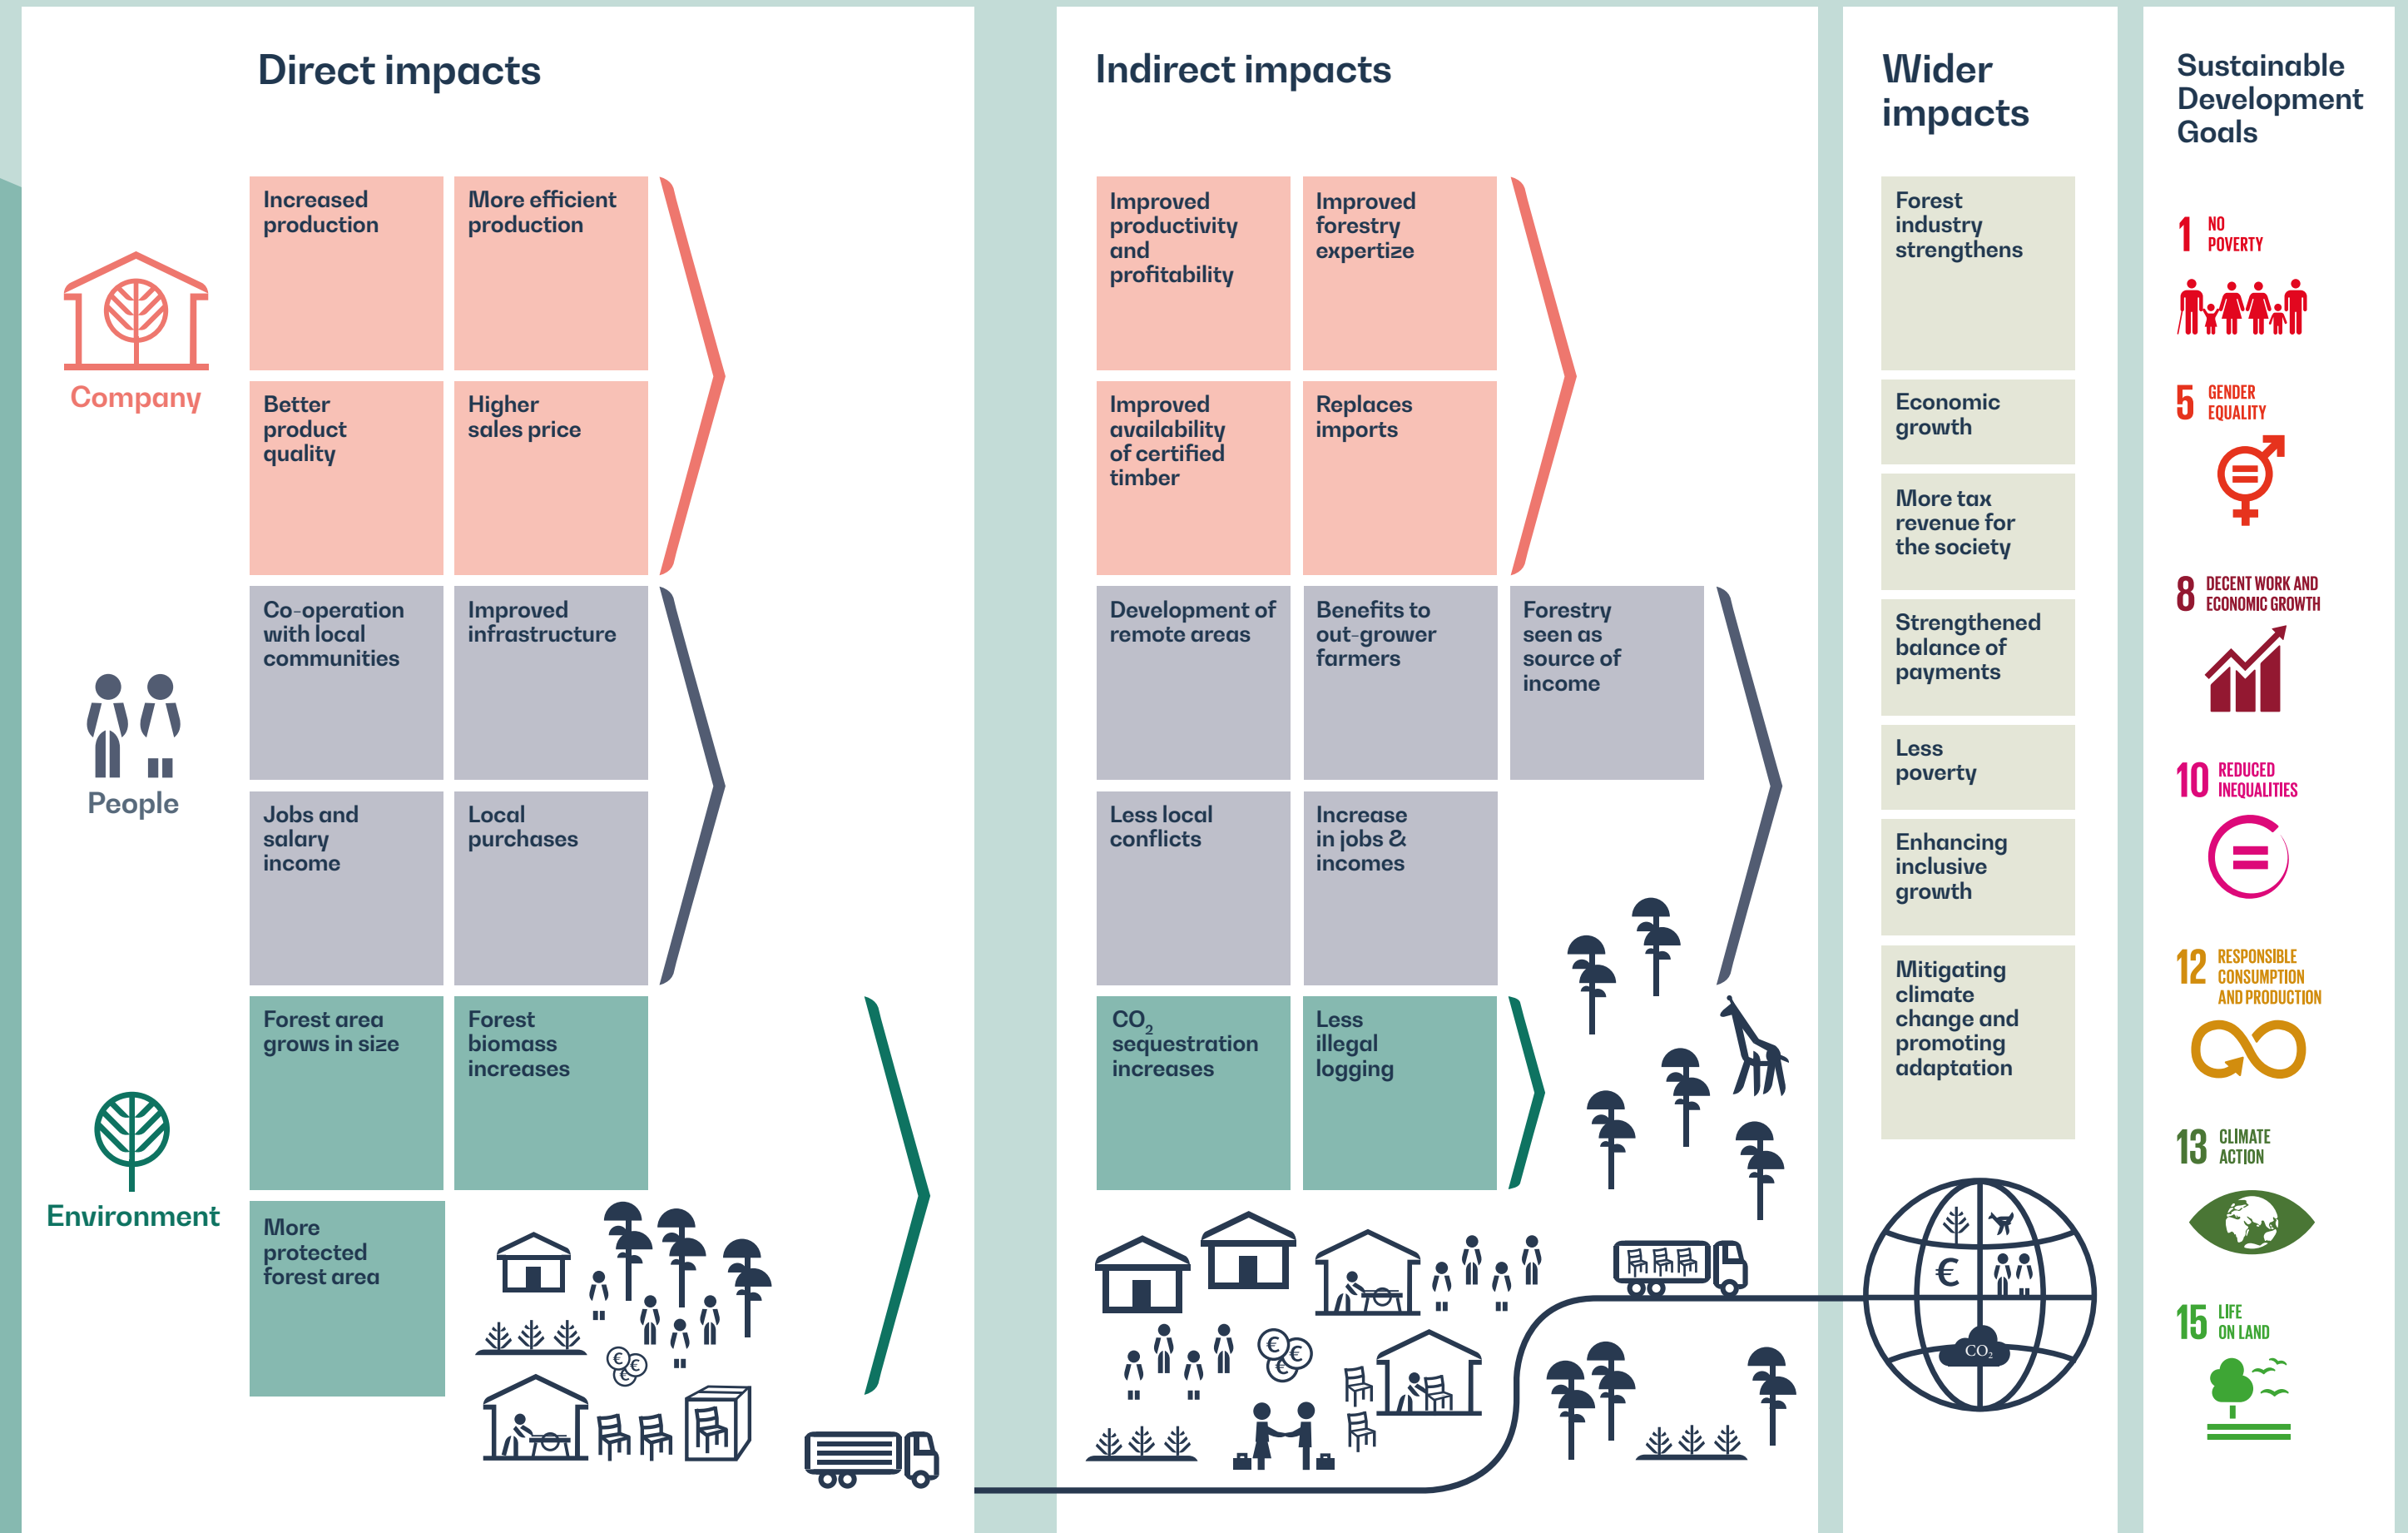 Direct impacts
Company
Increased
production
More efficient
production
Better
product
quality
Higher
sales price
People
Co-operation
with local
communities
Improved
infrastructure
Jobs and
salary
income
Local
purchases
Environment
Forest area
grows in size
Forest
biomass
increases
More
protected
forest area
€
€
€
Indirect impacts
Improved
productivity
and
profitability
Improved
forestry
expertize
Improved
availability
of certified
timber
Replaces
imports
Development of
remote areas
Benefits to
out-grower
farmers
Forestry
seen as
source of
income
Less local
conflicts
Increase
in jobs &
incomes
CO₂
sequestration
increases
Less
illegal
logging
€
€
€
Wider
impacts
Forest
industry
strengthens
Economic
growth
More tax
revenue for
the society
Strengthened
balance of
payments
Less
poverty
Enhancing
inclusive
growth
Mitigating
climate
change and
promoting
adaptation
€
CO₂
Sustainable
Development
Goals
1 NO
POVERTY
5 GENDER
EQUALITY
8 DECENT WORK AND
ECONOMIC GROWTH
10 REDUCED
INEQUALITIES
12 RESPONSIBLE
CONSUMPTION
AND PRODUCTION
13 CLIMATE
ACTION
15 LIFE
ON LAND